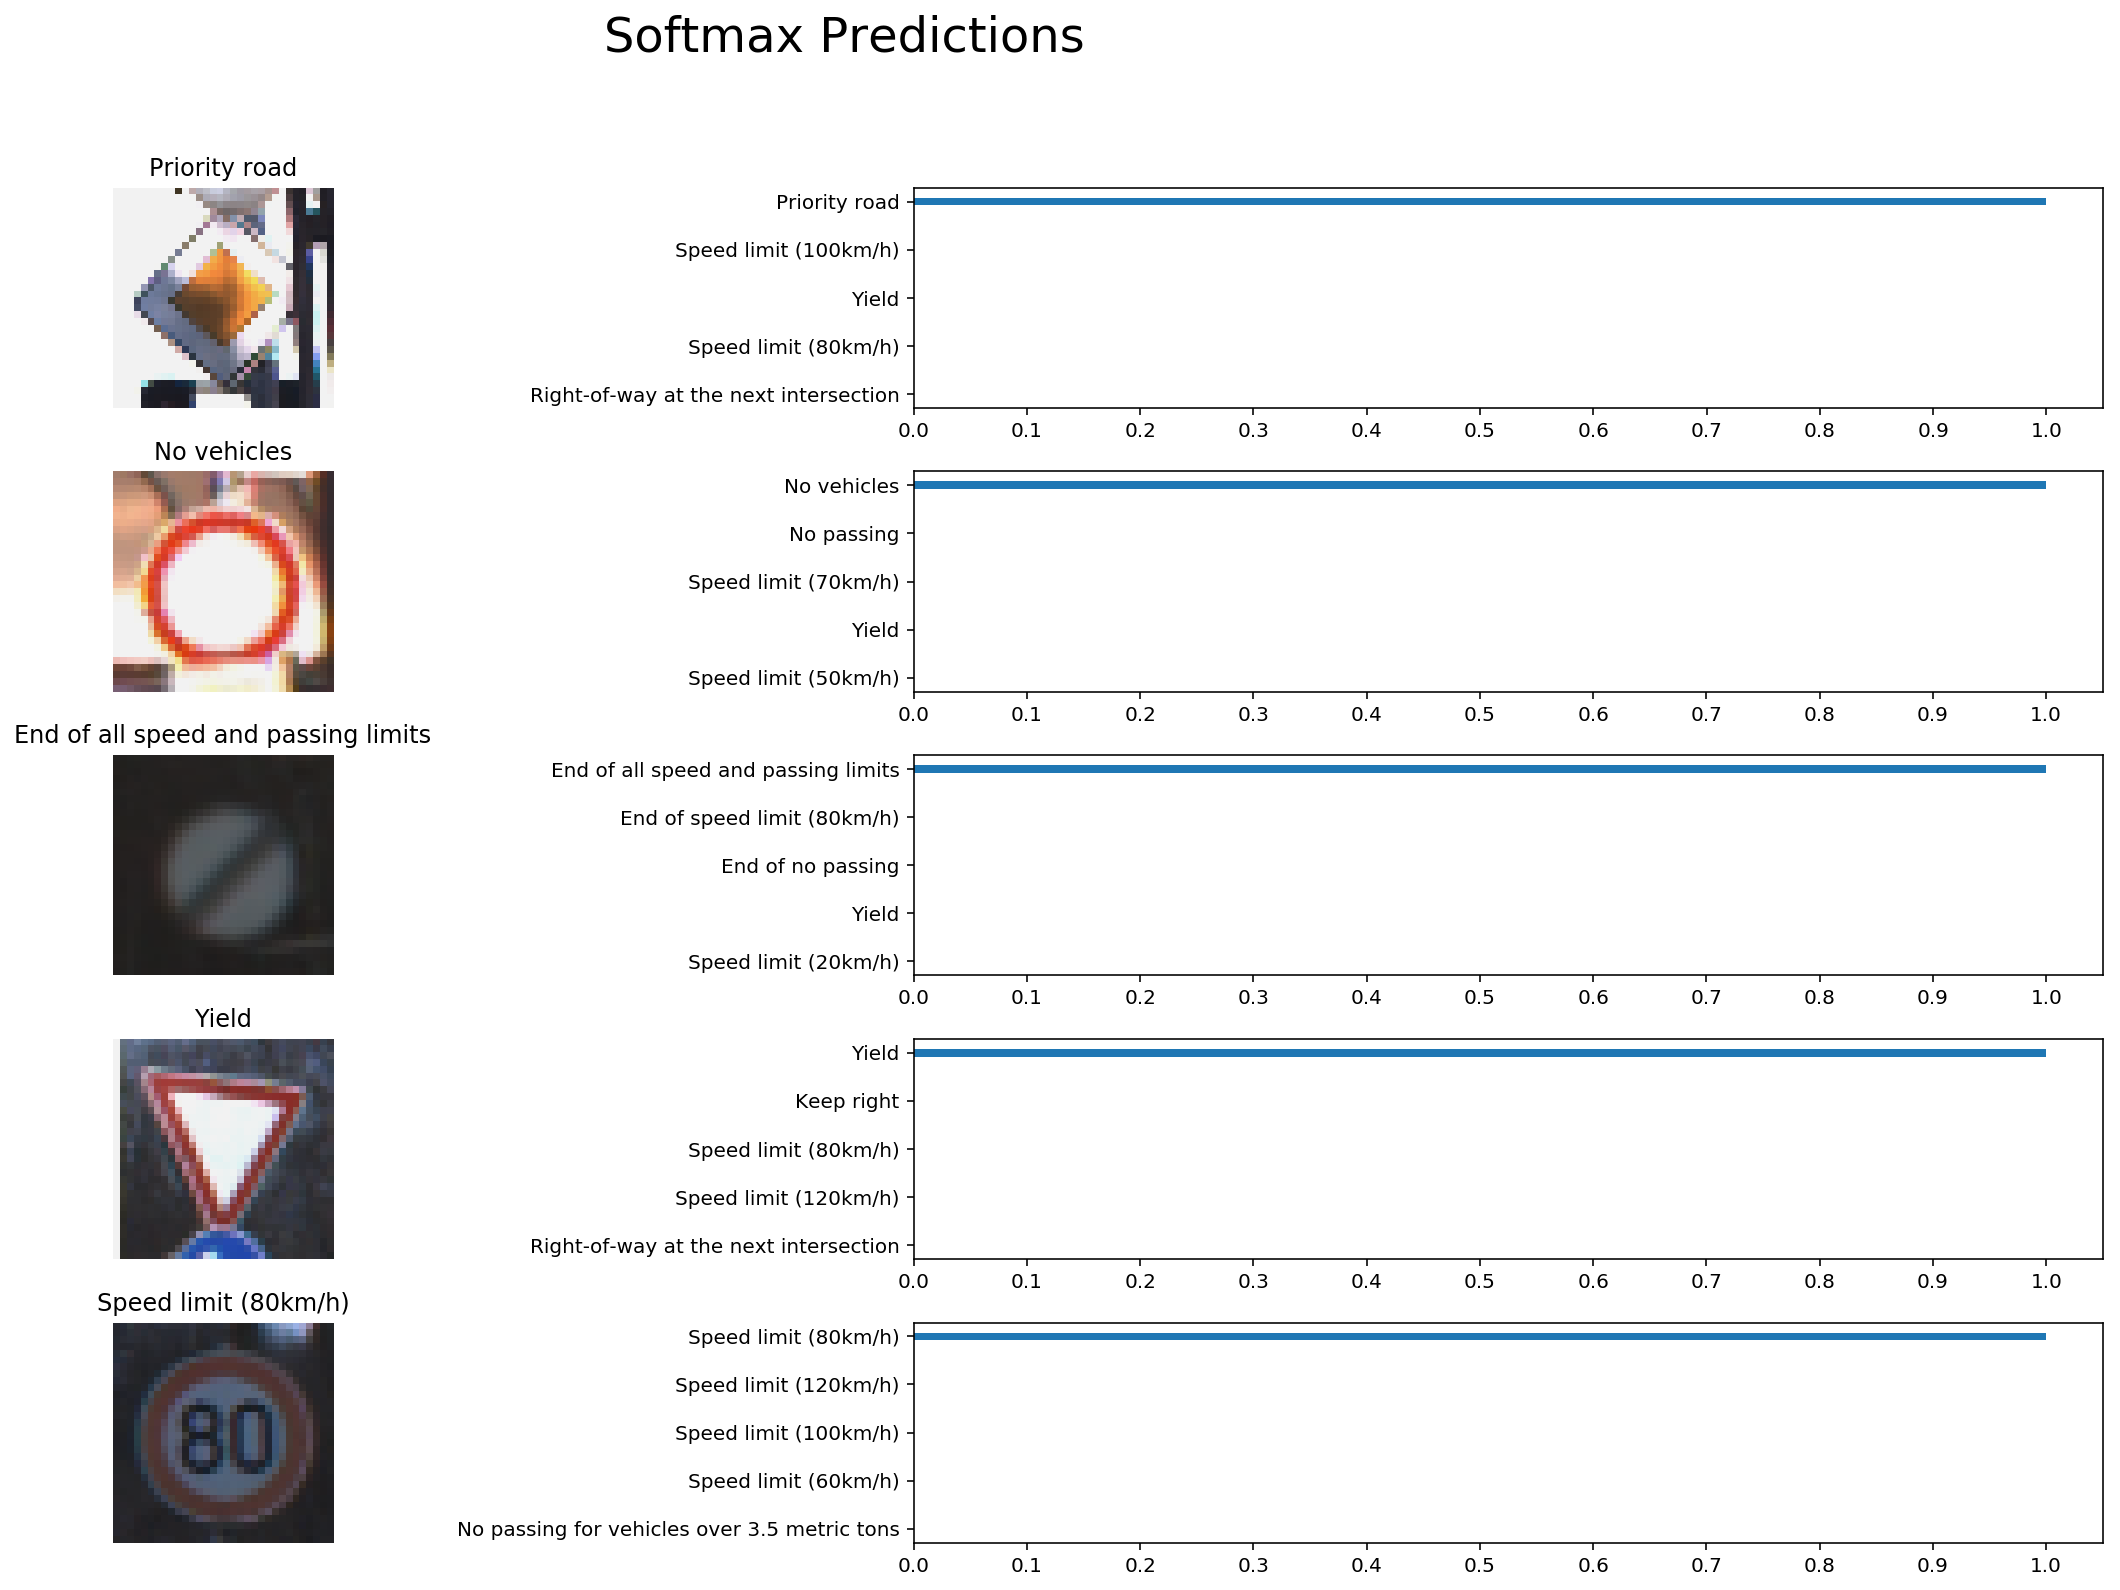 Softmax Predictions
Priority road
Priority road
Speed limit (100km/h)
Yield
Speed limit (80km/h)
Right-of-way at the next intersection
0.0 0.1 0.2 0.3 0.4 0.5 0.6 0.7 0.8 0.9 1.0
No vehicles
No vehicles
No passing
Speed limit (70km/h)
Yield
Speed limit (50km/h)
0.0 0.1 0.2 0.3 0.4 0.5 0.6 0.7 0.8 0.9 1.0
End of all speed and passing limits
End of all speed and passing limits
End of speed limit (80km/h)
End of no passing
Yield
Speed limit (20km/h)
0.0 0.1 0.2 0.3 0.4 0.5 0.6 0.7 0.8 0.9 1.0
Yield
Yield
Keep right
Speed limit (80km/h)
Speed limit (120km/h)
Right-of-way at the next intersection
0.0 0.1 0.2 0.3 0.4 0.5 0.6 0.7 0.8 0.9 1.0
Speed limit (80km/h)
80
Speed limit (80km/h)
Speed limit (120km/h)
Speed limit (100km/h)
Speed limit (60km/h)
No passing for vehicles over 3.5 metric tons
0.0 0.1 0.2 0.3 0.4 0.5 0.6 0.7 0.8 0.9 1.0